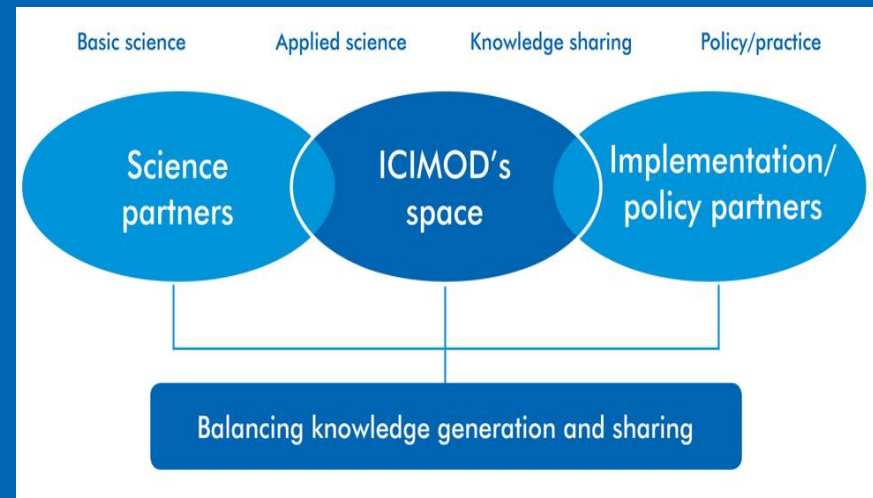 Basic science
Applied science
Knowledge sharing
Policy/practice
Science
partners
ICIMOD's
space
Implementation/
policy partners
Balancing knowledge generation and sharing